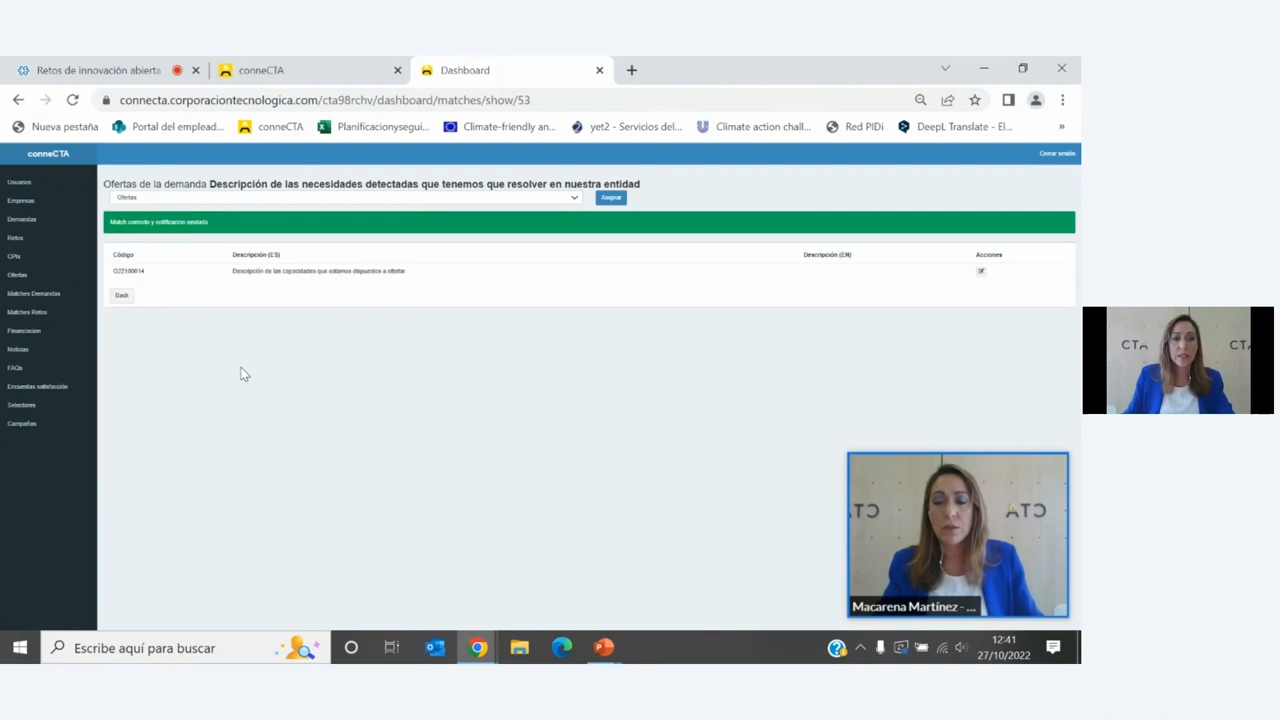 Retos de innovación abierta
conneCTA
Dashboard
connecta.corporaciontecnologica.com/cta98rchv/dashboard/matches/show/53
Nueva pestaña
Portal del emplead...
conneCTA
Planificacionysegui...
Climate-friendly an...
yet2 - Servicios del...
Climate action chall...
Red PIDi
DeepL Translate - El...
»
conneCTA
Cerrar sesión
Usuarios
Empresas
Demandas
Retos
CPIs
Ofertas
Matches Demandas
Matches Retos
Financiacion
Noticias
FAQs
Encuestas satisfacción
Selectores
Campañas
Ofertas de la demanda Descripción de las necesidades detectadas que tenemos que resolver en nuestra entidad
Ofertas
Asignar
Match correcto y notificacion enviada
Código
Descripción (ES)
Descripción (EN)
Acciones
O22100014
Descripción de las capacidades que estamos dispuestos a ofertar
Back
CTA
CTA
CTA
CTA
Macarena Martínez - ...
Escribe aquí para buscar
12:41
27/10/2022